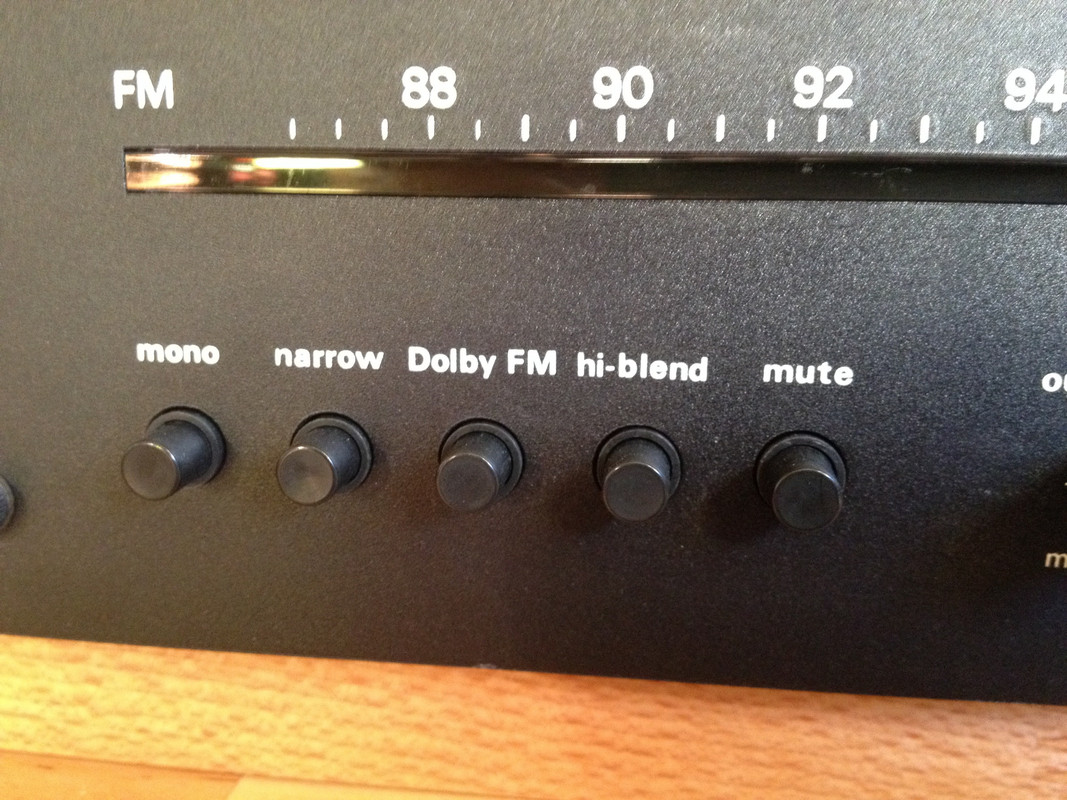 FM 88 90 92 94
mono narrow Dolby FM hi-blend mute